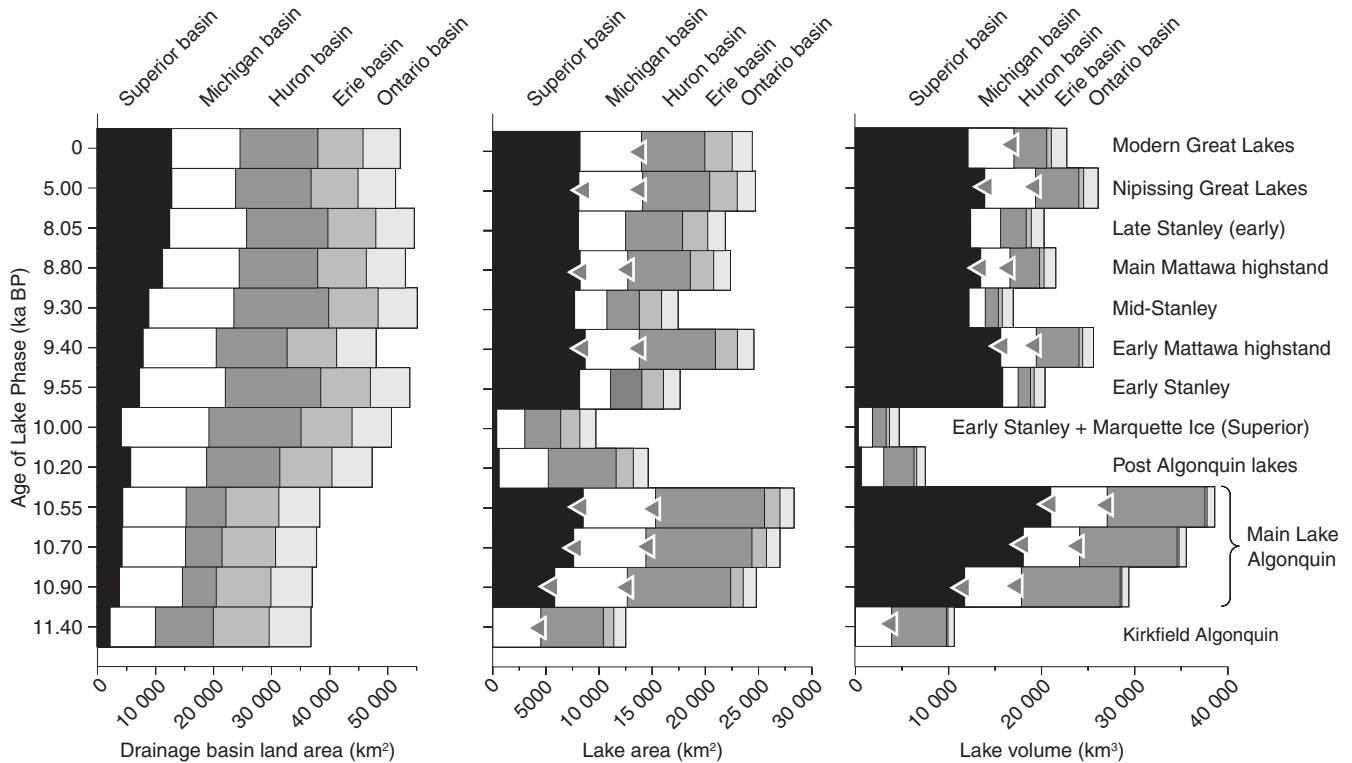 Superior basin
Michigan basin
Huron basin
Erie basin
Ontario basin
Superior basin
Michigan basin
Huron basin
Erie basin
Ontario basin
Superior basin
Michigan basin
Huron basin
Erie basin
Ontario basin
Age of Lake Phase (ka BP)
0
5.00
8.05
8.80
9.30
9.40
9.55
10.00
10.20
10.55
10.70
10.90
11.40
Modern Great Lakes
Nipissing Great Lakes
Late Stanley (early)
Main Mattawa highstand
Mid-Stanley
Early Mattawa highstand
Early Stanley
Early Stanley + Marquette Ice (Superior)
Post Algonquin lakes
Main Lake
Algonquin
Kirkfield Algonquin
0
10 000
20 000
30 000
40 000
50 000
Drainage basin land area (km²)
0
5000
10 000
15 000
20 000
25 000
30 000
Lake area (km²)
0
10 000
20 000
30 000
40 000
Lake volume (km³)